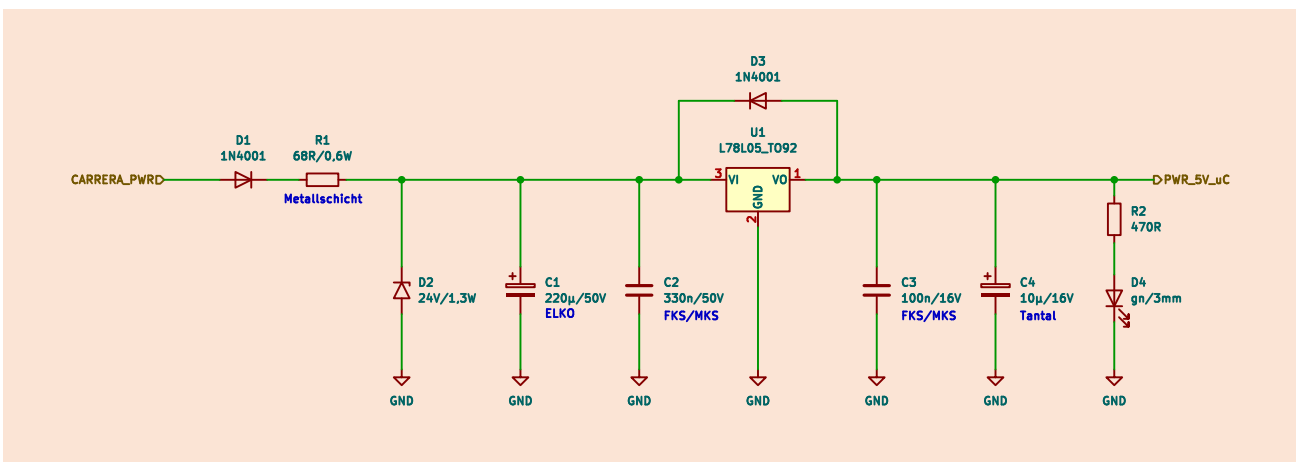 D3
1N4001
U1
L78L05_TO92
D1
1N4001
R1
68R/0,6W
CARRERA_PWR
Metallschicht
3
VI
GND
VO
1
2
PWR_5V_uC
R2
470R
D2
24V/1,3W
C1
220µ/50V
ELKO
C2
330n/50V
FKS/MKS
C3
100n/16V
FKS/MKS
C4
10µ/16V
Tantal
D4
gn/3mm
GND
GND
GND
GND
GND
GND
GND